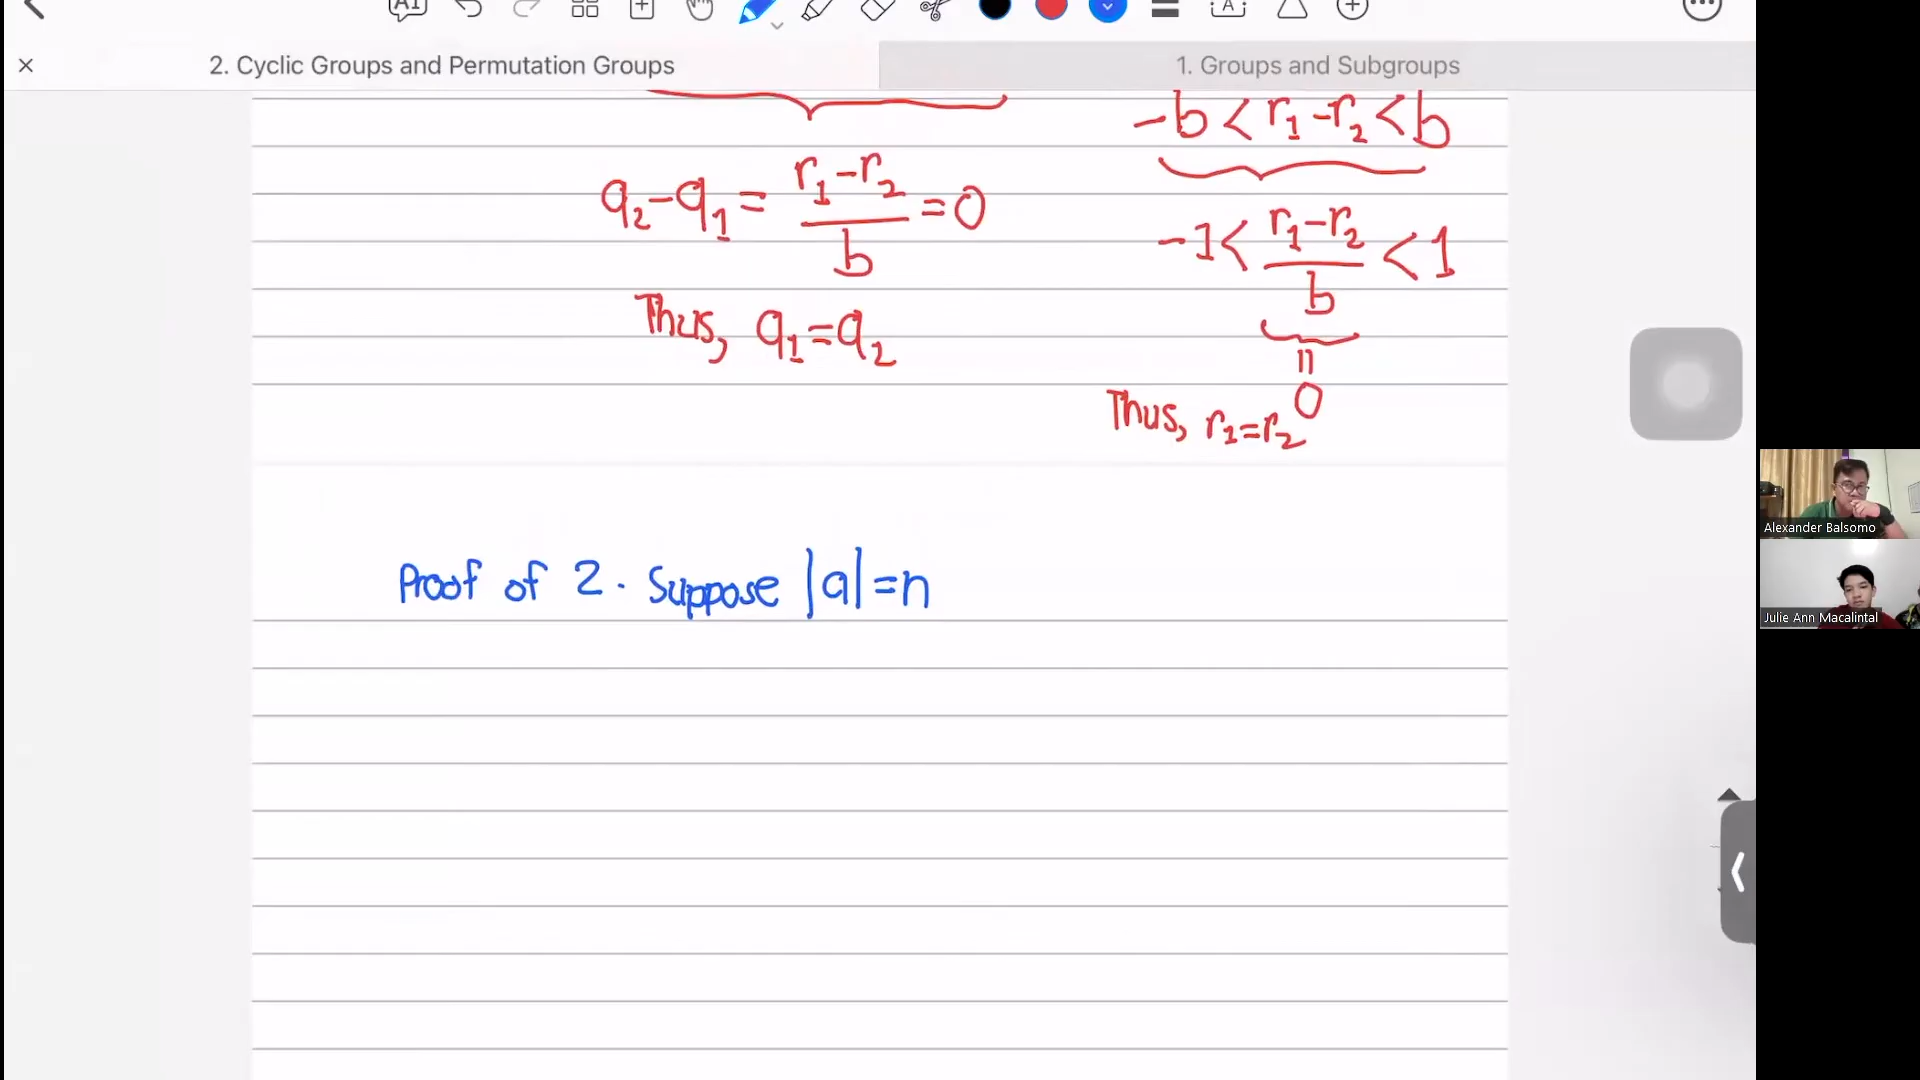 2. Cyclic Groups and Permutation Groups
1. Groups and Subgroups
-b < r₁-r₂ < b
q₂-q₁ = (r₁-r₂)/b = 0
-1 < (r₁-r₂)/b < 1
Thus, q₁=q₂
=
0
Thus, r₁=r₂
Alexander Balsomo
Proof of 2. Suppose |a|=n
Julie Ann Macalintal